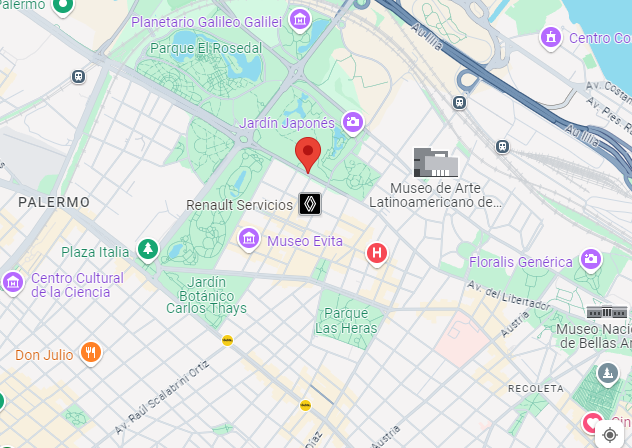 Palermo
Planetario Galileo Galilei
Parque El Rosedal
Centro Co
Au Illia
Av. Costan
Av. Pies. R
Jardín Japonés
Au Illia
Museo de Arte
Latinoamericano de...
PALERMO
Renault Servicios
Museo Evita
H
Plaza Italia
Floralis Genérica
Centro Cultural
de la Ciencia
Jardín
Botánico
Carlos Thays
Av. del Libertador
Parque
Las Heras
Austria
Museo Nacio
de Bellas Ar
Don Julio
Av. Raúl Scalabrini Ortiz
RECOLETA
Austria
Cin
Díaz